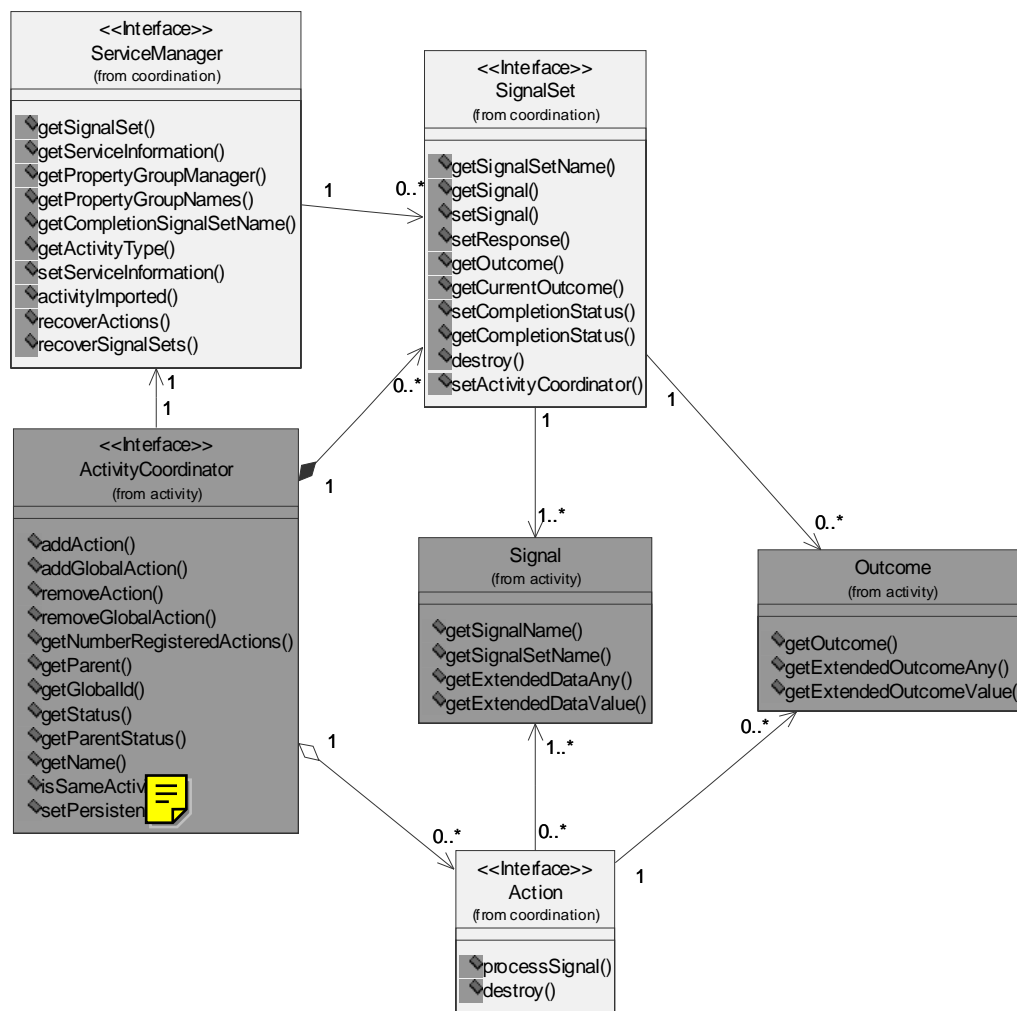 <<Interface>>
ServiceManager
(from coordination)
getSignalSet()
getServiceInformation()
getPropertyGroupManager()
getPropertyGroupNames()
getCompletionSignalSetName()
getActivityType()
setServiceInformation()
activityImported()
recoverActions()
recoverSignalSets()
1
0..*
<<Interface>>
SignalSet
(from coordination)
getSignalSetName()
getSignal()
setSignal()
setResponse()
getOutcome()
getCurrentOutcome()
setCompletionStatus()
getCompletionStatus()
destroy()
setActivityCoordinator()
1
1
0..*
1
1
1
<<Interface>>
ActivityCoordinator
(from activity)
addAction()
addGlobalAction()
removeAction()
removeGlobalAction()
getNumberRegisteredActions()
getParent()
getGlobalId()
getStatus()
getParentStatus()
getName()
isSameActiv
setPersisten
1..*
0..*
Signal
(from activity)
getSignalName()
getSignalSetName()
getExtendedDataAny()
getExtendedDataValue()
Outcome
(from activity)
getOutcome()
getExtendedOutcomeAny()
getExtendedOutcomeValue(
1
1..*
0..*
0..*
0..*
1
<<Interface>>
Action
(from coordination)
processSignal()
destroy()